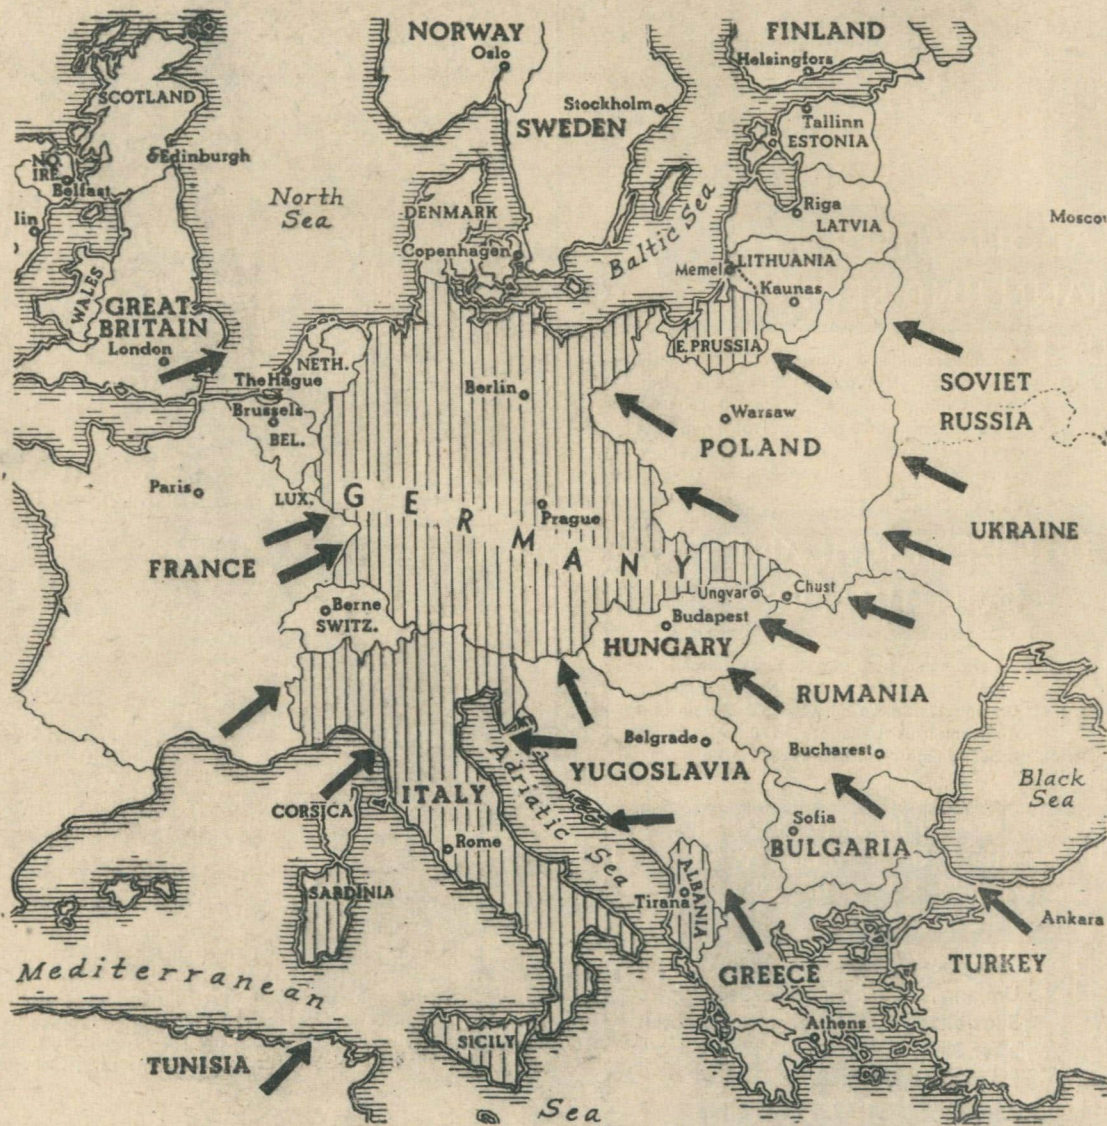 NORWAY
Oslo
FINLAND
Helsingfors
SCOTLAND
Stockholm
SWEDEN
Tallinn
ESTONIA
Edinburgh
NO.
IRE.
Belfast
North
Sea
DENMARK
Riga
LATVIA
Moscow
lin
Copenhagen
Baltic Sea
Memel
LITHUANIA
Kaunas
WALES
GREAT
BRITAIN
London
NETH.
The Hague
E. PRUSSIA
Berlin
SOVIET
RUSSIA
Brussels
BEL.
Warsaw
POLAND
Paris
LUX.
GERMANY
Prague
UKRAINE
FRANCE
Ungvar
Chust
Berne
SWITZ.
Budapest
HUNGARY
RUMANIA
Belgrade
Bucharest
YUGOSLAVIA
Adriatic Sea
Black
Sea
ITALY
CORSICA
Sofia
BULGARIA
Rome
SARDINIA
ALBANIA
Tirana
Ankara
Mediterranean
GREECE
TURKEY
Athens
SICILY
TUNISIA
Sea